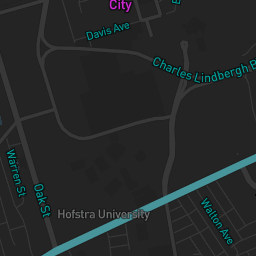 City
Davis Ave
Charles Lindbergh B
Warren St
Oak St
Hofstra University
Walton Ave